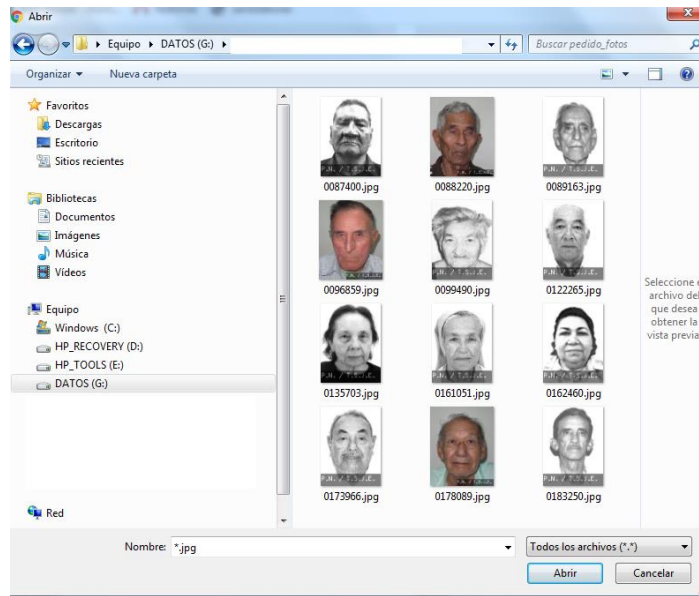 Abrir
Equipo ▸ DATOS (G:) ▸
Buscar pedido_fotos
Organizar
Nueva carpeta
Favoritos
Descargas
Escritorio
Sitios recientes
Bibliotecas
Documentos
Imágenes
Música
Vídeos
Equipo
Windows (C:)
HP_RECOVERY (D:)
HP_TOOLS (E:)
DATOS (G:)
Red
P.N. / T.S.J.E.
P.N. / T.S.J.E.
P.N. / T.S.J.E.
0087400.jpg
0088220.jpg
0089163.jpg
P.N. / T.S.J.E.
P.N. / T.S.J.E.
P.N. / T.S.J.E.
0096859.jpg
0099490.jpg
0122265.jpg
P.N. / T.S.J.E.
P.N. / T.S.J.E.
P.N. / T.S.J.E.
0135703.jpg
0161051.jpg
0162460.jpg
P.N. / T.S.J.E.
P.N. / T.S.J.E.
P.N. / T.S.J.E.
0173966.jpg
0178089.jpg
0183250.jpg
Seleccione e
archivo del
que desea
obtener la
vista previa
Nombre:
*.jpg
Todos los archivos (*.*)
Abrir
Cancelar